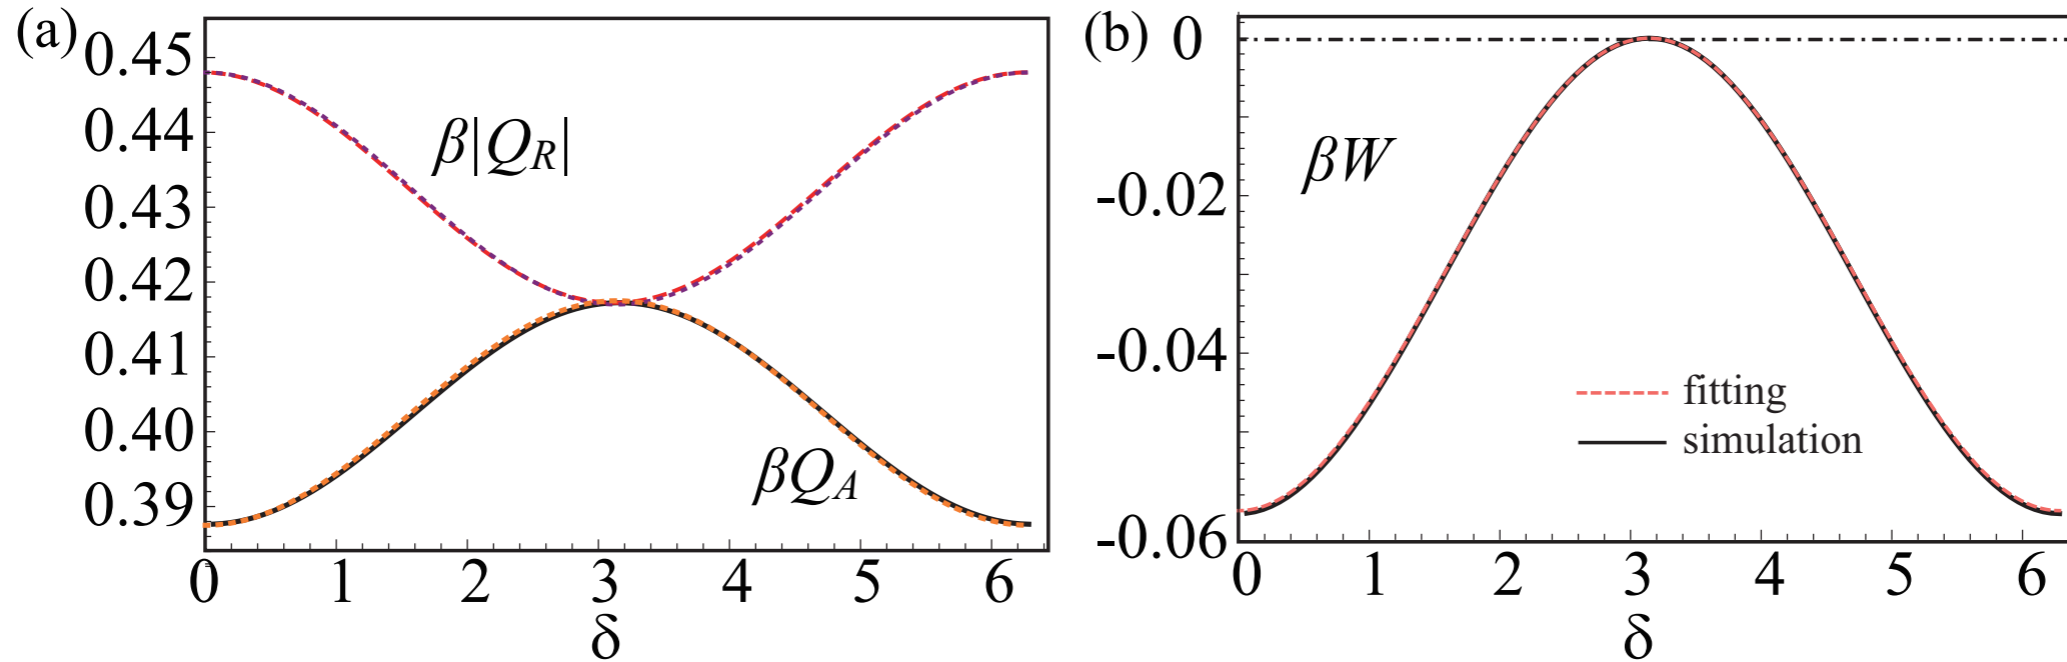 (a)
0.45
0.44
0.43
0.42
0.41
0.40
0.39
β|Q_R|
βQ_A
0 1 2 3 4 5 6
δ
(b)
0
-0.02
-0.04
-0.06
βW
fitting
simulation
0 1 2 3 4 5 6
δ